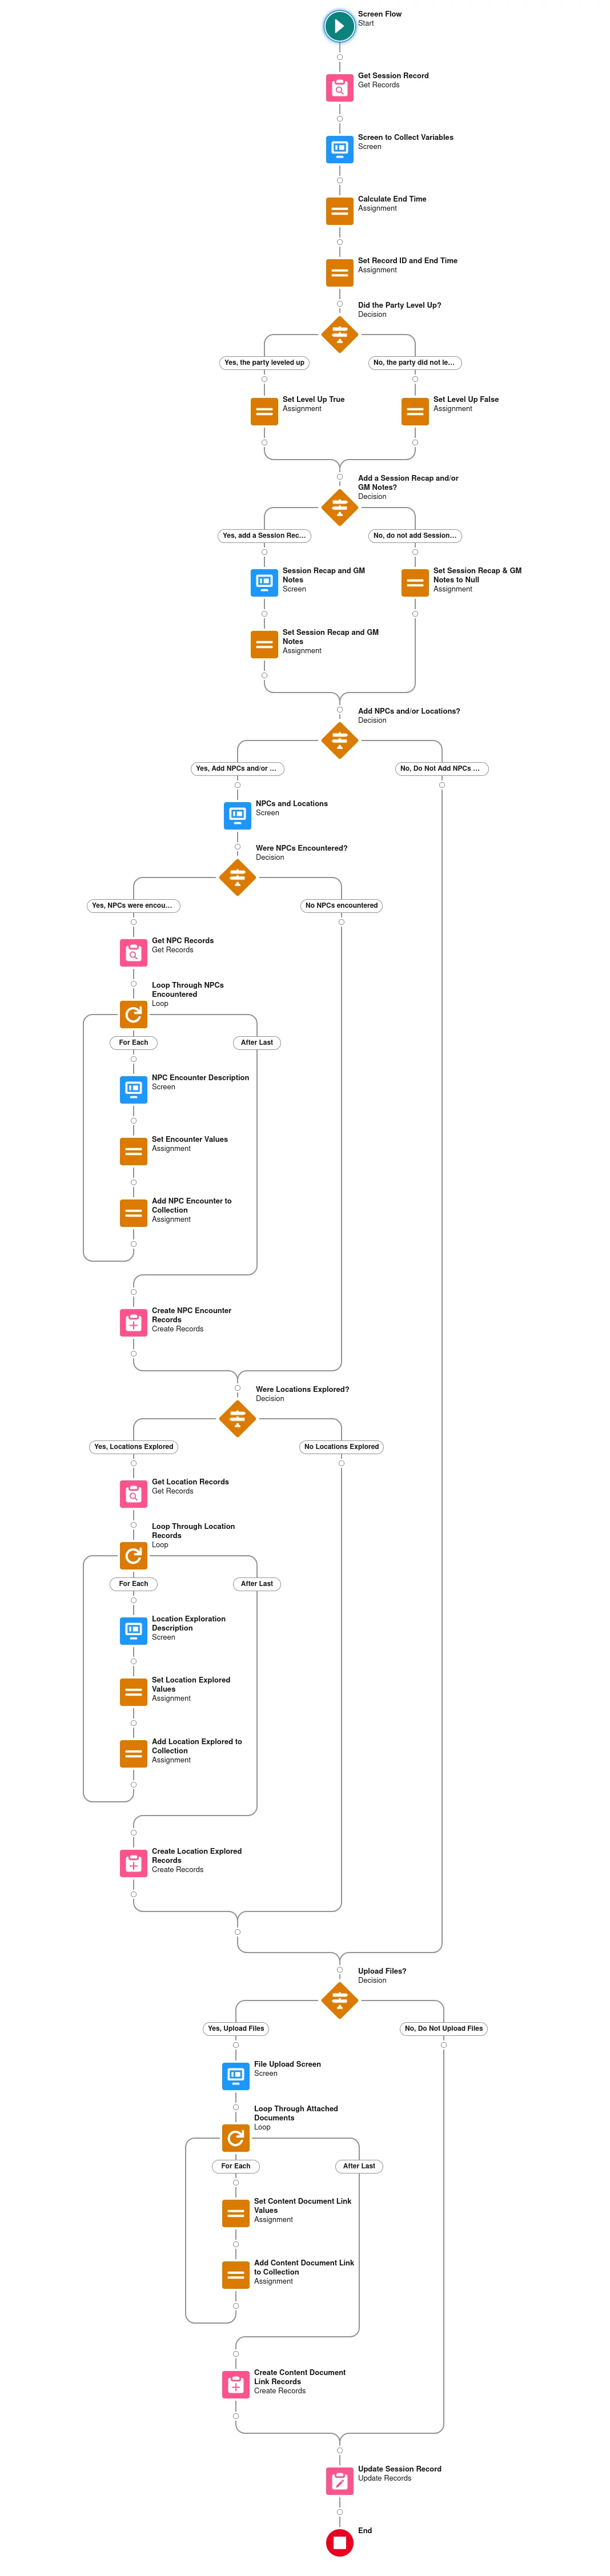 Screen Flow
Start
Get Session Record
Get Records
Screen to Collect Variables
Screen
Calculate End Time
Assignment
Set Record ID and End Time
Assignment
Did the Party Level Up?
Decision
Yes, the party leveled up
No, the party did not le...
Set Level Up True
Assignment
Set Level Up False
Assignment
Add a Session Recap and/or
GM Notes?
Decision
Yes, add a Session Rec...
No, do not add Session...
Session Recap and GM
Notes
Screen
Set Session Recap & GM
Notes to Null
Assignment
Set Session Recap and GM
Notes
Assignment
Add NPCs and/or Locations?
Decision
Yes, Add NPCs and/or ...
No, Do Not Add NPCs ...
NPCs and Locations
Screen
Were NPCs Encountered?
Decision
Yes, NPCs were encou...
No NPCs encountered
Get NPC Records
Get Records
Loop Through NPCs
Encountered
Loop
For Each
After Last
NPC Encounter Description
Screen
Set Encounter Values
Assignment
Add NPC Encounter to
Collection
Assignment
Create NPC Encounter
Records
Create Records
Were Locations Explored?
Decision
Yes, Locations Explored
No Locations Explored
Get Location Records
Get Records
Loop Through Location
Records
Loop
For Each
After Last
Location Exploration
Description
Screen
Set Location Explored
Values
Assignment
Add Location Explored to
Collection
Assignment
Create Location Explored
Records
Create Records
Upload Files?
Decision
Yes, Upload Files
No, Do Not Upload Files
File Upload Screen
Screen
Loop Through Attached
Documents
Loop
For Each
After Last
Set Content Document Link
Values
Assignment
Add Content Document Link
to Collection
Assignment
Create Content Document
Link Records
Create Records
Update Session Record
Update Records
End